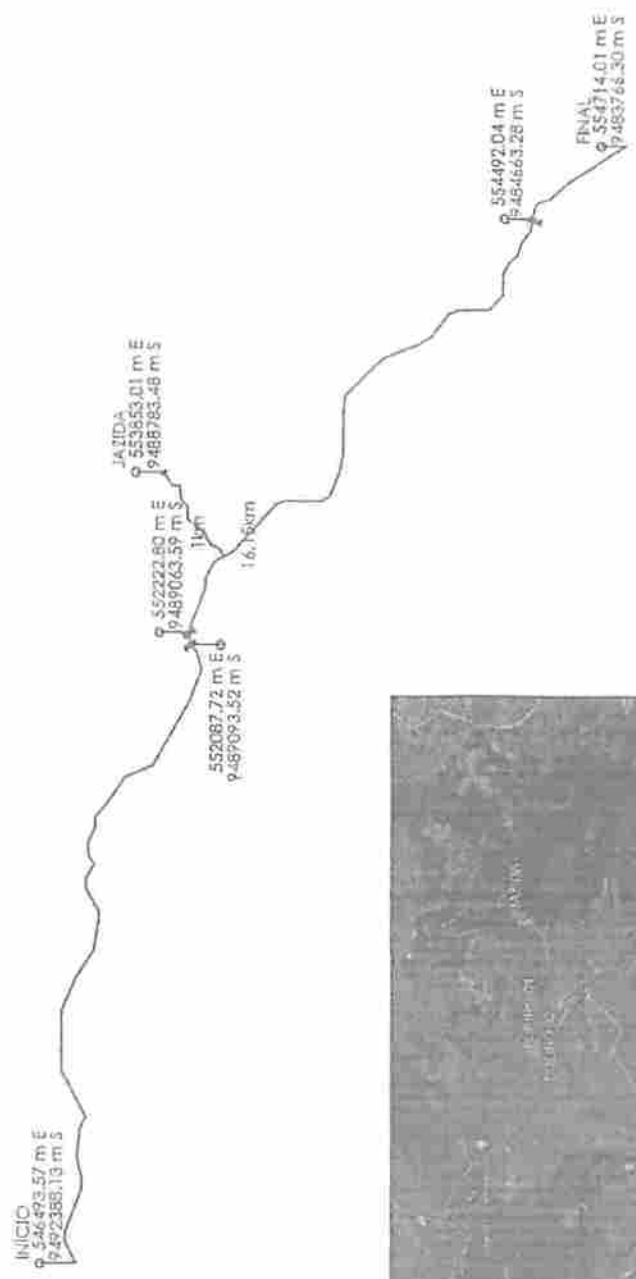 INÍCIO
546493.57 m E
9492388.13 m S
552087.72 m E
9489093.52 m S
552222.80 m E
9489063.59 m S
1km
16.16km
JAZIDA
553853.01 m E
9488783.48 m S
554492.04 m E
9484663.28 m S
FINAL
554714.01 m E
9483766.30 m S